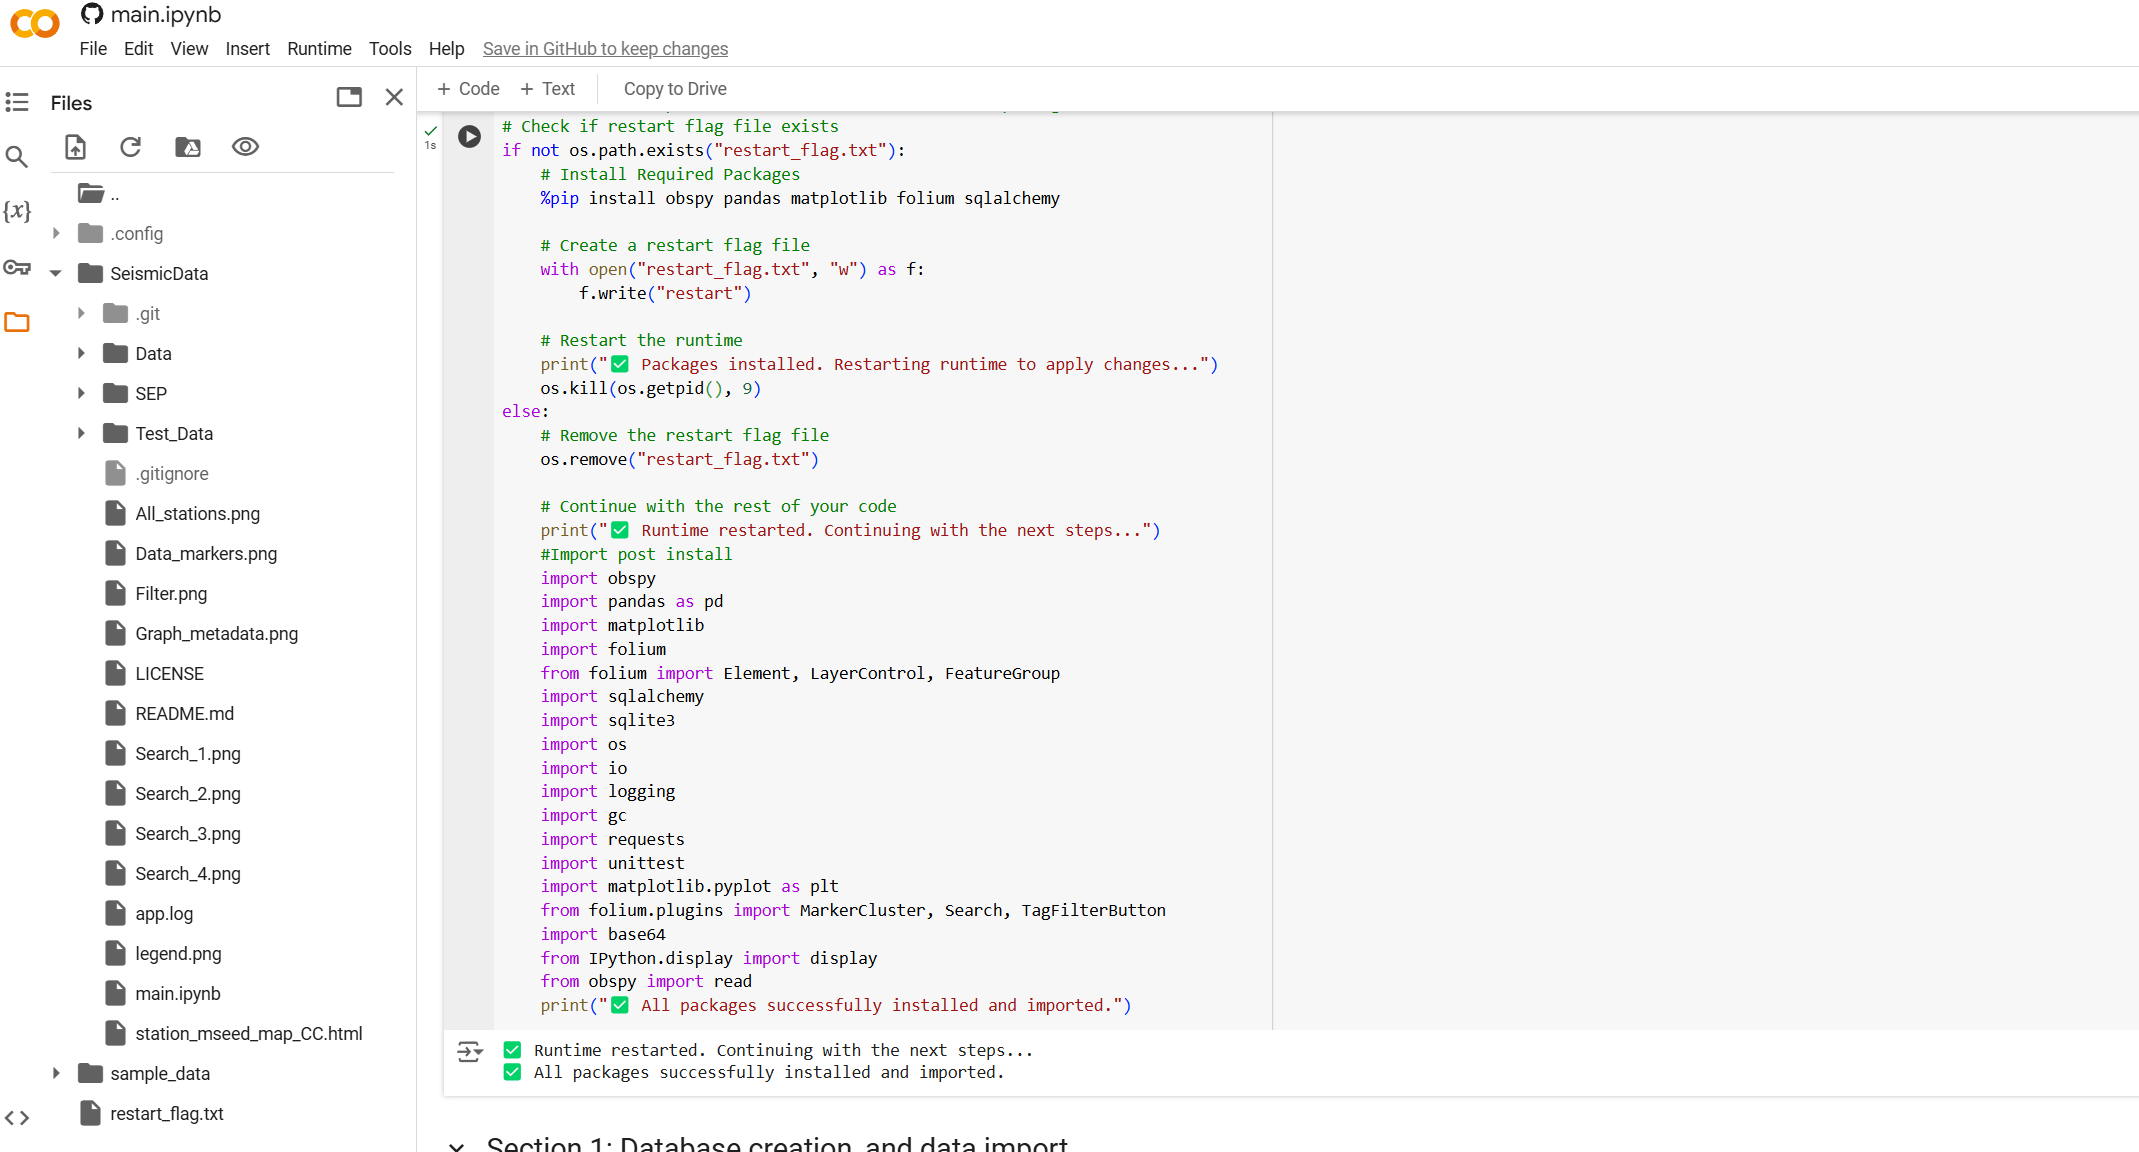 main.ipynb
File Edit View Insert Runtime Tools Help Save in GitHub to keep changes
Files
+ Code + Text Copy to Drive
..
.config
SeismicData
.git
Data
SEP
Test_Data
.gitignore
All_stations.png
Data_markers.png
Filter.png
Graph_metadata.png
LICENSE
README.md
Search_1.png
Search_2.png
Search_3.png
Search_4.png
app.log
legend.png
main.ipynb
station_mseed_map_CC.html
sample_data
restart_flag.txt
{x}
1s
# Check if restart flag file exists
if not os.path.exists("restart_flag.txt"):
    # Install Required Packages
    %pip install obspy pandas matplotlib folium sqlalchemy
    # Create a restart flag file
    with open("restart_flag.txt", "w") as f:
        f.write("restart")
    # Restart the runtime
    print("✅ Packages installed. Restarting runtime to apply changes...")
    os.kill(os.getpid(), 9)
else:
    # Remove the restart flag file
    os.remove("restart_flag.txt")
    # Continue with the rest of your code
    print("✅ Runtime restarted. Continuing with the next steps...")
    #Import post install
    import obspy
    import pandas as pd
    import matplotlib
    import folium
    from folium import Element, LayerControl, FeatureGroup
    import sqlalchemy
    import sqlite3
    import os
    import io
    import logging
    import gc
    import requests
    import unittest
    import matplotlib.pyplot as plt
    from folium.plugins import MarkerCluster, Search, TagFilterButton
    import base64
    from IPython.display import display
    from obspy import read
    print("✅ All packages successfully installed and imported.")
✅ Runtime restarted. Continuing with the next steps...
✅ All packages successfully installed and imported.
Section 1: Database creation, and data import